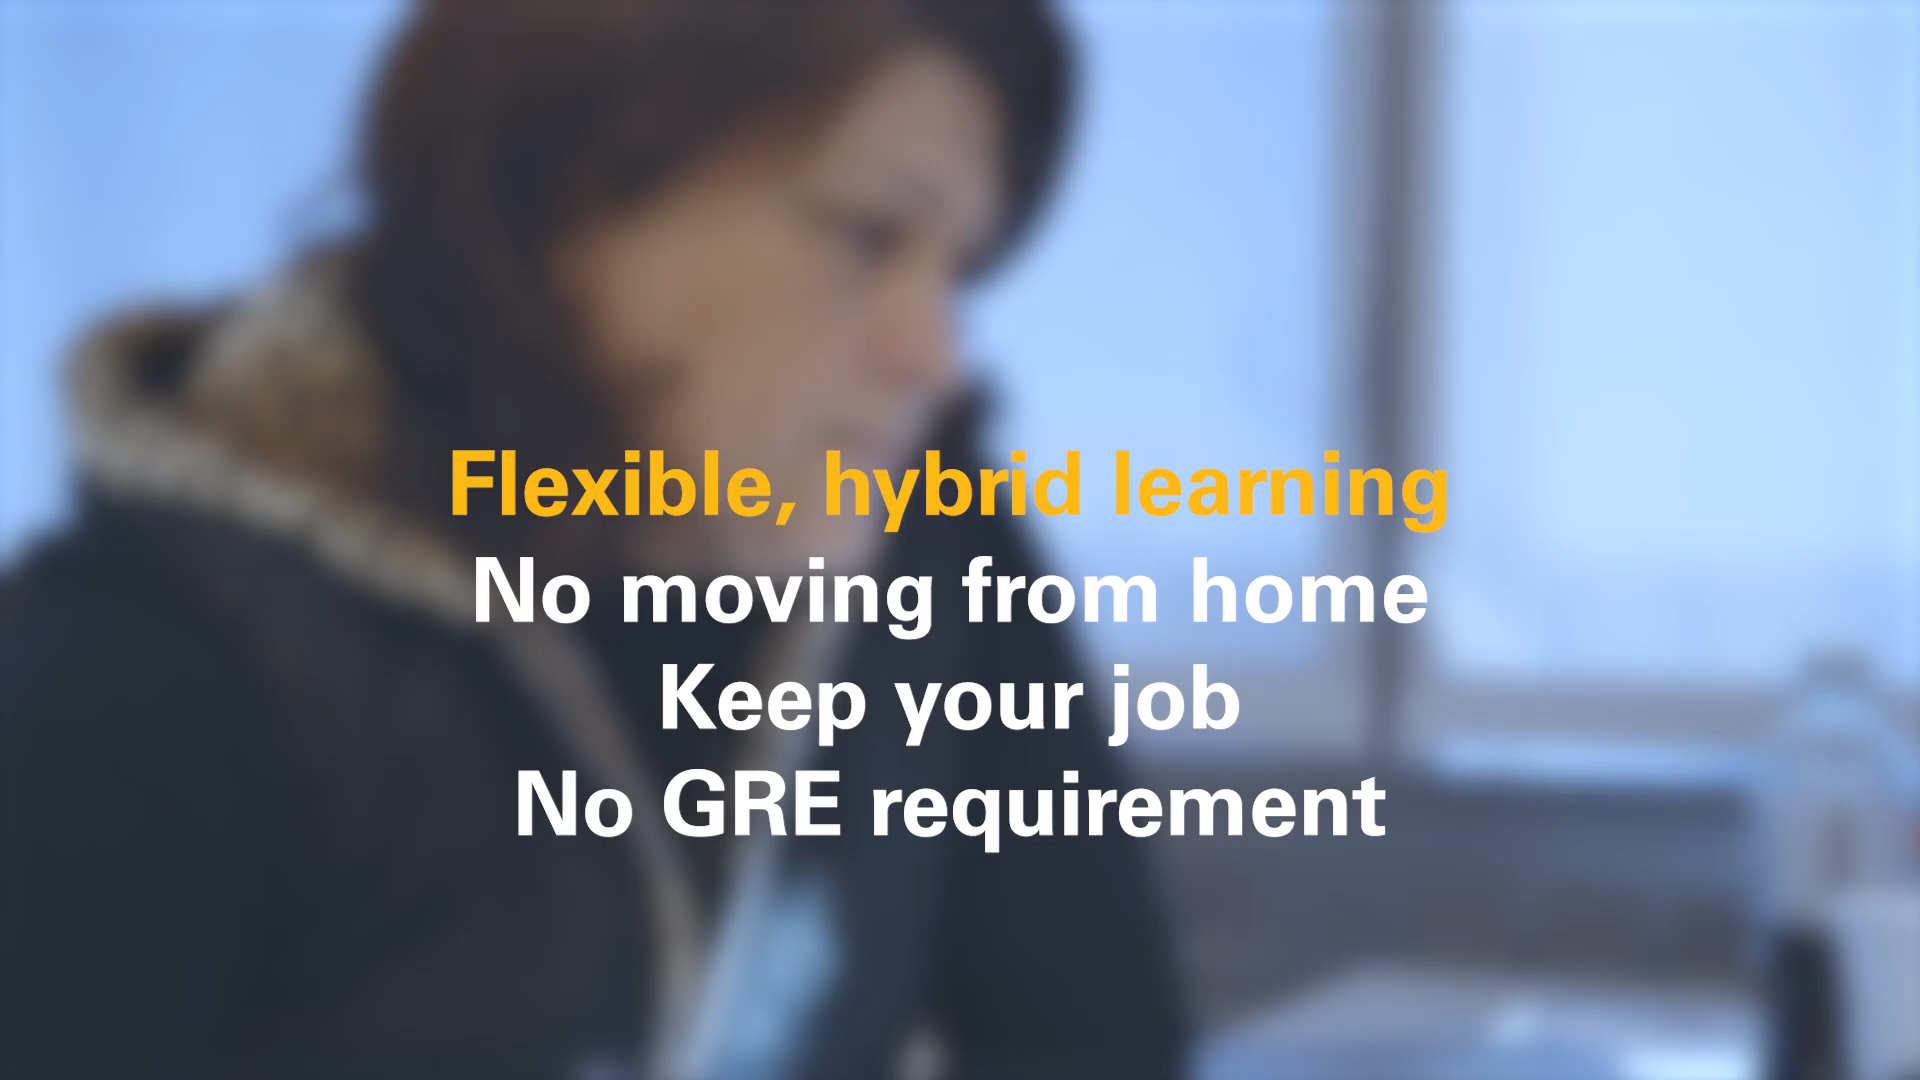 Flexible, hybrid learning
No moving from home
Keep your job
No GRE requirement